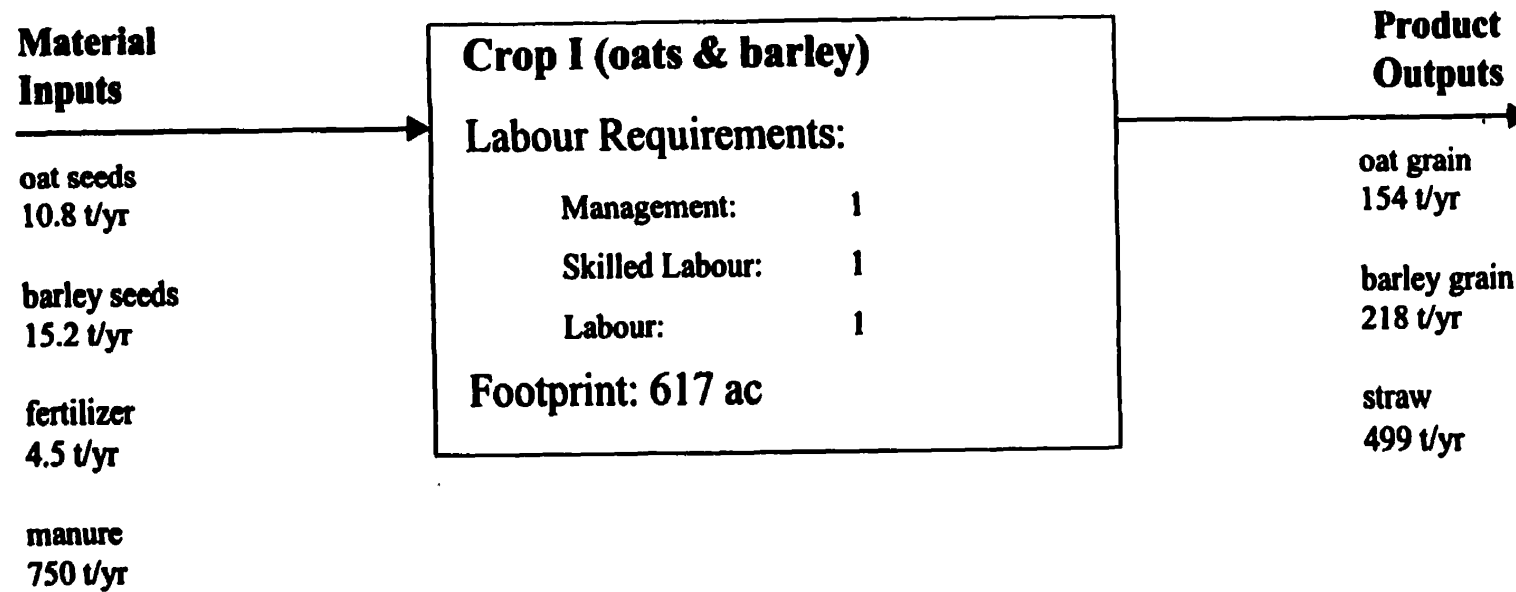 Material
Inputs
oat seeds
10.8 t/yr
barley seeds
15.2 t/yr
fertilizer
4.5 t/yr
manure
750 t/yr
Crop I (oats & barley)
Labour Requirements:
Management: 1
Skilled Labour: 1
Labour: 1
Footprint: 617 ac
Product
Outputs
oat grain
154 t/yr
barley grain
218 t/yr
straw
499 t/yr